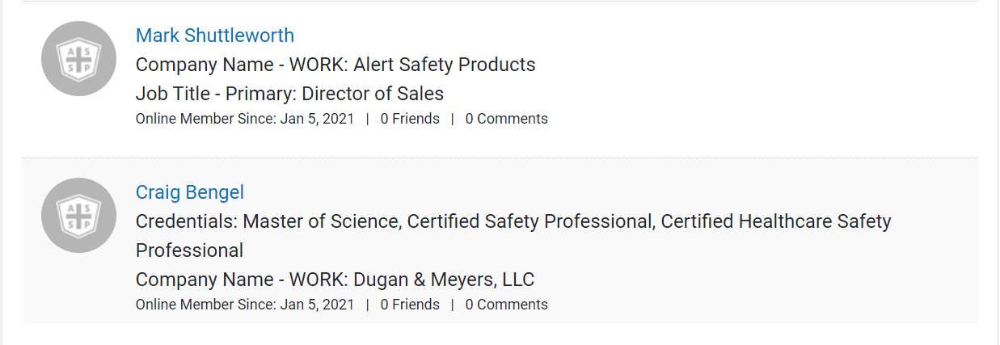 A S
S P
Mark Shuttleworth
Company Name - WORK: Alert Safety Products
Job Title - Primary: Director of Sales
Online Member Since: Jan 5, 2021 | 0 Friends | 0 Comments
A S
S P
Craig Bengel
Credentials: Master of Science, Certified Safety Professional, Certified Healthcare Safety
Professional
Company Name - WORK: Dugan & Meyers, LLC
Online Member Since: Jan 5, 2021 | 0 Friends | 0 Comments